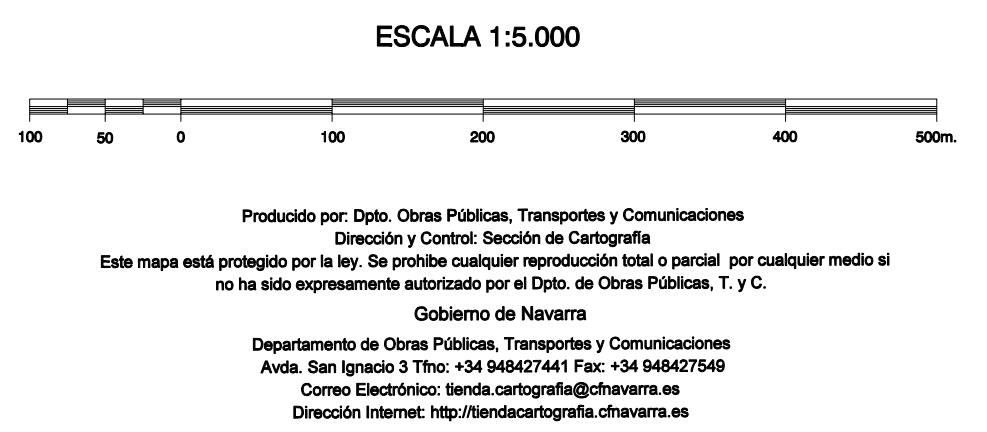 ESCALA 1:5.000
100 50 0 100 200 300 400 500m.
Producido por: Dpto. Obras Públicas, Transportes y Comunicaciones
Dirección y Control: Sección de Cartografía
Este mapa está protegido por la ley. Se prohibe cualquier reproducción total o parcial por cualquier medio si
no ha sido expresamente autorizado por el Dpto. de Obras Públicas, T. y C.
Gobierno de Navarra
Departamento de Obras Públicas, Transportes y Comunicaciones
Avda. San Ignacio 3 Tfno: +34 948427441 Fax: +34 948427549
Correo Electrónico: tienda.cartografia@cfnavarra.es
Dirección Internet: http://tiendacartografia.cfnavarra.es